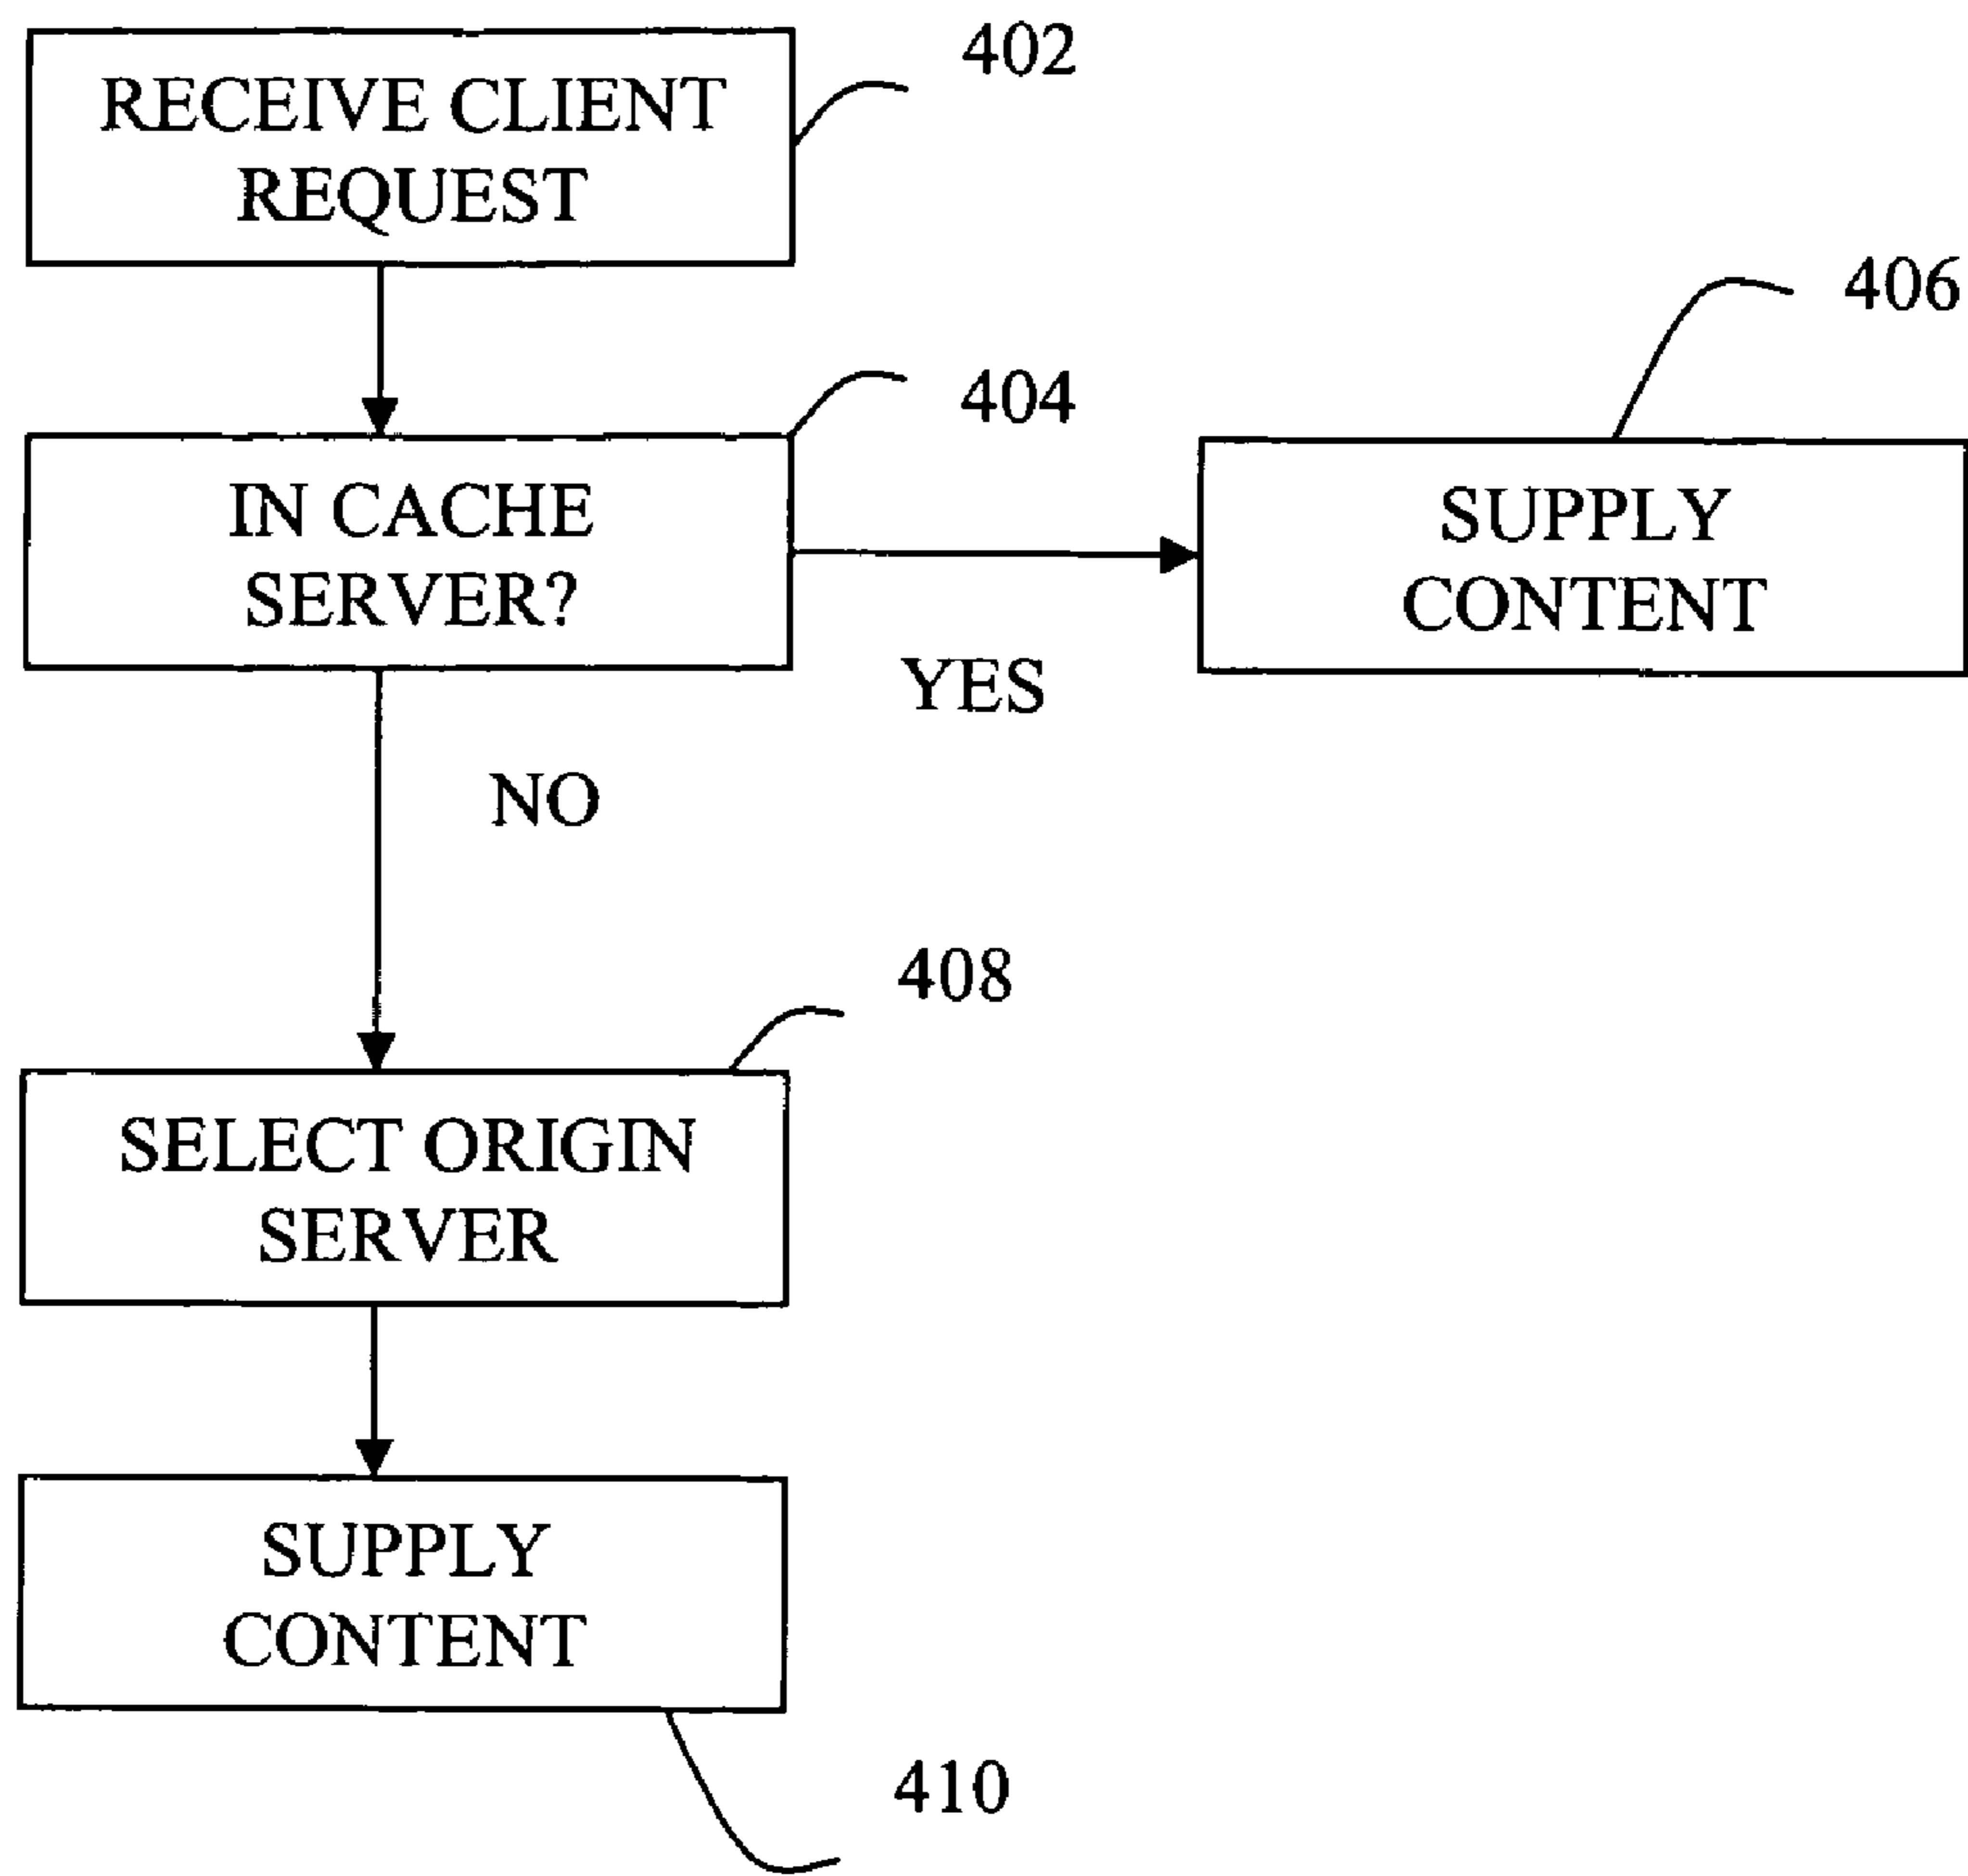 402
RECEIVE CLIENT
REQUEST
406
404
IN CACHE
SERVER?
SUPPLY
CONTENT
YES
NO
408
SELECT ORIGIN
SERVER
SUPPLY
CONTENT
410